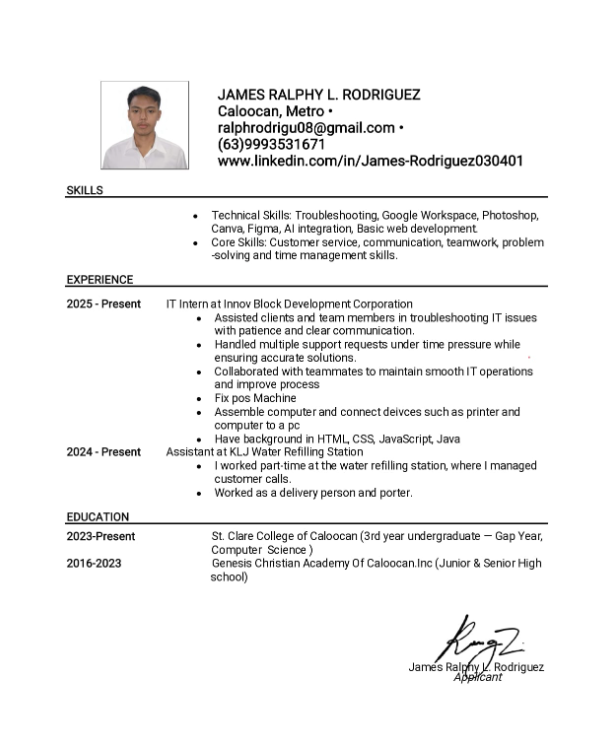 JAMES RALPHY L. RODRIGUEZ
Caloocan, Metro •
ralphrodrigu08@gmail.com •
(63)9993531671
www.linkedin.com/in/James-Rodriguez030401
SKILLS
• Technical Skills: Troubleshooting, Google Workspace, Photoshop,
Canva, Figma, AI integration, Basic web development.
• Core Skills: Customer service, communication, teamwork, problem
-solving and time management skills.
EXPERIENCE
2025 - Present IT Intern at Innov Block Development Corporation
• Assisted clients and team members in troubleshooting IT issues
with patience and clear communication.
• Handled multiple support requests under time pressure while
ensuring accurate solutions.
• Collaborated with teammates to maintain smooth IT operations
and improve process
• Fix pos Machine
• Assemble computer and connect deivces such as printer and
computer to a pc
• Have background in HTML, CSS, JavaScript, Java
2024 - Present Assistant at KLJ Water Refilling Station
• I worked part-time at the water refilling station, where I managed
customer calls.
• Worked as a delivery person and porter.
EDUCATION
2023-Present St. Clare College of Caloocan (3rd year undergraduate — Gap Year,
Computer Science )
2016-2023 Genesis Christian Academy Of Caloocan.Inc (Junior & Senior High
school)
James Ralphy L. Rodriguez
Applicant